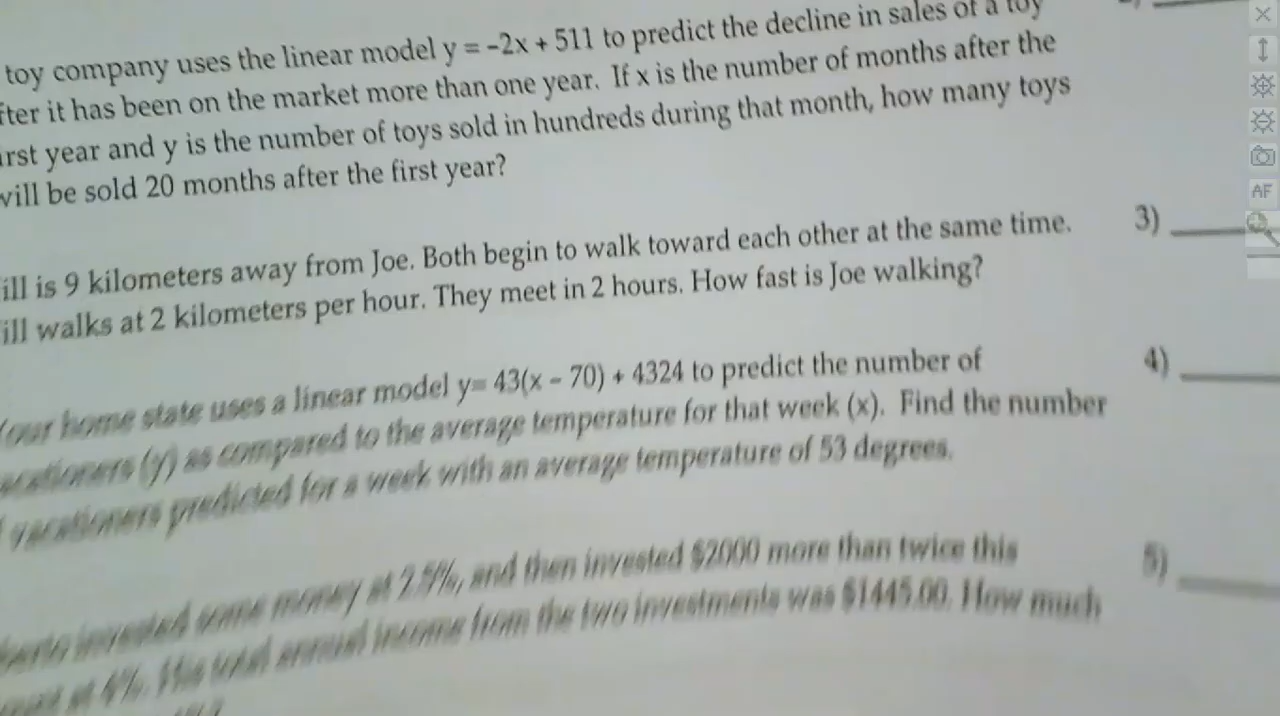 toy company uses the linear model y = –2x + 511 to predict the decline in sales of a toy
fter it has been on the market more than one year. If x is the number of months after the
irst year and y is the number of toys sold in hundreds during that month, how many toys
will be sold 20 months after the first year?
3)
ill is 9 kilometers away from Joe. Both begin to walk toward each other at the same time.
ill walks at 2 kilometers per hour. They meet in 2 hours. How fast is Joe walking?
4)
our home state uses a linear model y= 43(x – 70) + 4324 to predict the number of
vacationers (y) as compared to the average temperature for that week (x). Find the number
vacationers predicted for a week with an average temperature of 53 degrees.
5)
invested some money at 2.5%, and then invested $2000 more than twice this
at 4%. His total annual income from the two investments was $1445.00. How much
AF